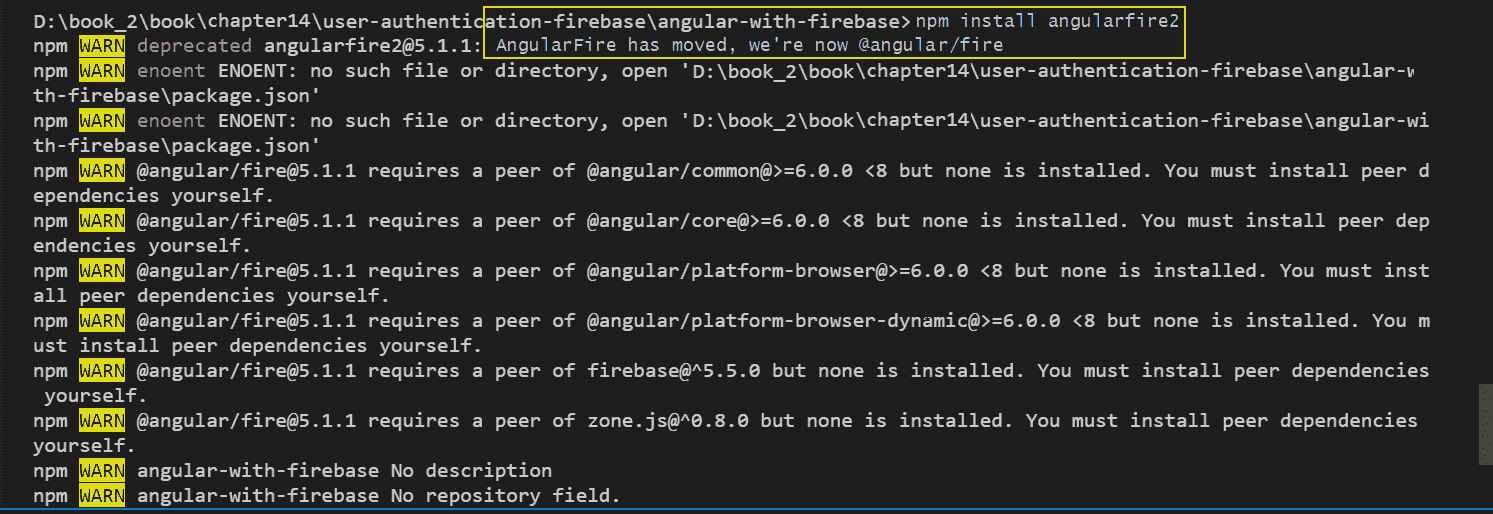 D:\book_2\book\chapter14\user-authentication-firebase\angular-with-firebase>npm install angularfire2
npm WARN deprecated angularfire2@5.1.1: AngularFire has moved, we're now @angular/fire
npm WARN enoent ENOENT: no such file or directory, open 'D:\book_2\book\chapter14\user-authentication-firebase\angular-w
th-firebase\package.json'
npm WARN enoent ENOENT: no such file or directory, open 'D:\book_2\book\chapter14\user-authentication-firebase\angular-wi
th-firebase\package.json'
npm WARN @angular/fire@5.1.1 requires a peer of @angular/common@>=6.0.0 <8 but none is installed. You must install peer d
ependencies yourself.
npm WARN @angular/fire@5.1.1 requires a peer of @angular/core@>=6.0.0 <8 but none is installed. You must install peer dep
endencies yourself.
npm WARN @angular/fire@5.1.1 requires a peer of @angular/platform-browser@>=6.0.0 <8 but none is installed. You must inst
all peer dependencies yourself.
npm WARN @angular/fire@5.1.1 requires a peer of @angular/platform-browser-dynamic@>=6.0.0 <8 but none is installed. You m
ust install peer dependencies yourself.
npm WARN @angular/fire@5.1.1 requires a peer of firebase@^5.5.0 but none is installed. You must install peer dependencies
 yourself.
npm WARN @angular/fire@5.1.1 requires a peer of zone.js@^0.8.0 but none is installed. You must install peer dependencies
yourself.
npm WARN angular-with-firebase No description
npm WARN angular-with-firebase No repository field.